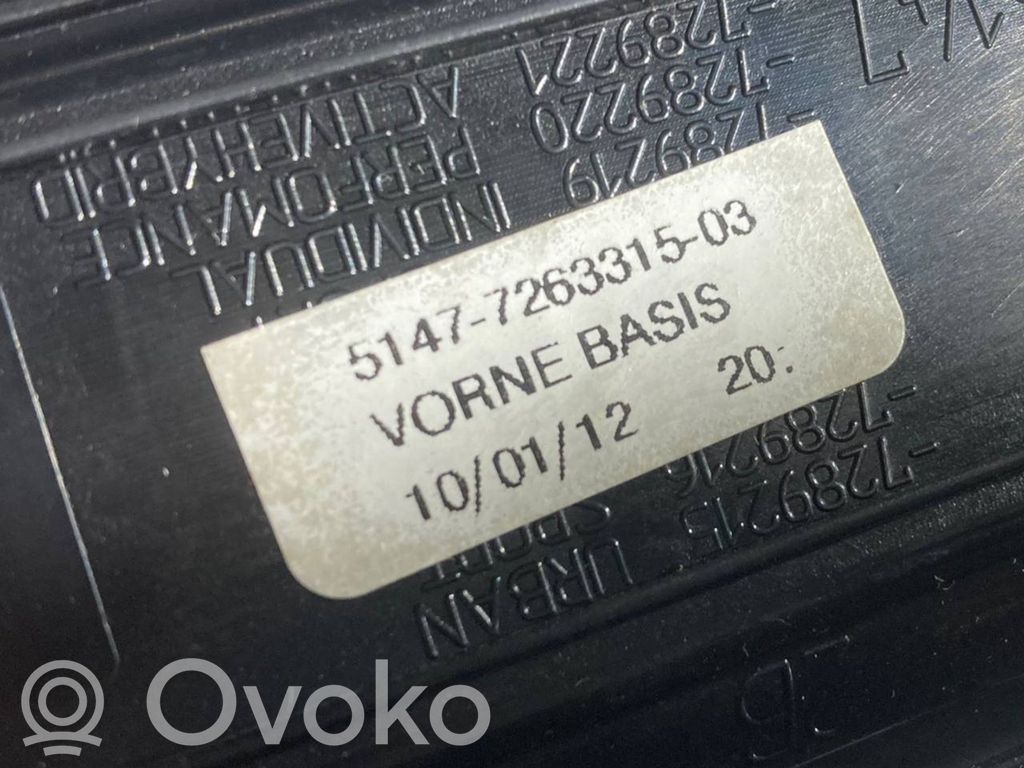 5147-7263315-03
VORNE BASIS
10/01/12 20:
URBAN -7289215
SPORT -7289216
INDIVIDUAL -7289219
PERFOMANCE -7289220
ACTIVEHYBRID -7289221
Ovoko